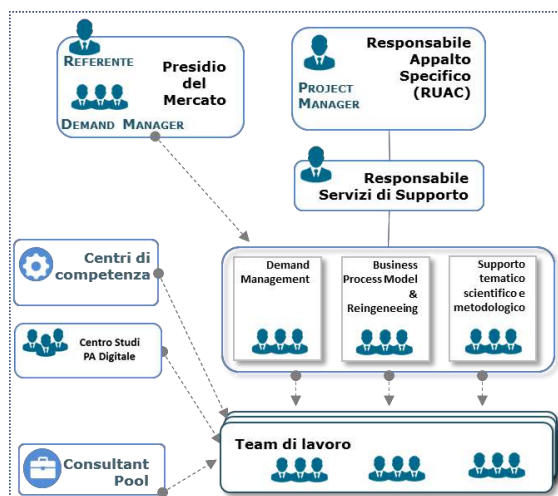 REFERENTE
Presidio
del
Mercato
DEMAND MANAGER
Responsabile
Appalto
Specifico
(RUAC)
PROJECT
MANAGER
Responsabile
Servizi di Supporto
Centri di
competenza
Demand
Management
Business
Process Model
&
Reingeneeing
Supporto
tematico
scientifico e
metodologico
Centro Studi
PA Digitale
Team di lavoro
Consultant
Pool